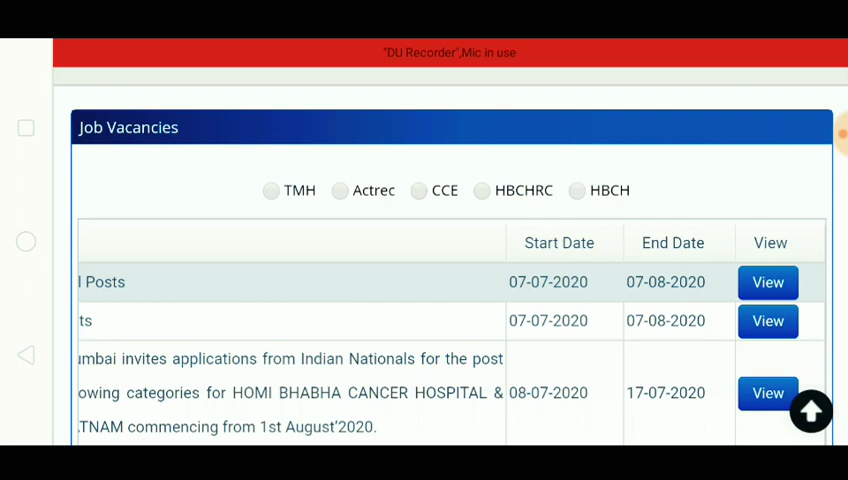 "DU Recorder",Mic in use
Job Vacancies
TMH Actrec CCE HBCHRC HBCH
Start Date End Date View
l Posts 07-07-2020 07-08-2020 View
ts 07-07-2020 07-08-2020 View
mbai invites applications from Indian Nationals for the post
owing categories for HOMI BHABHA CANCER HOSPITAL & 08-07-2020 17-07-2020 View
TNAM commencing from 1st August'2020.